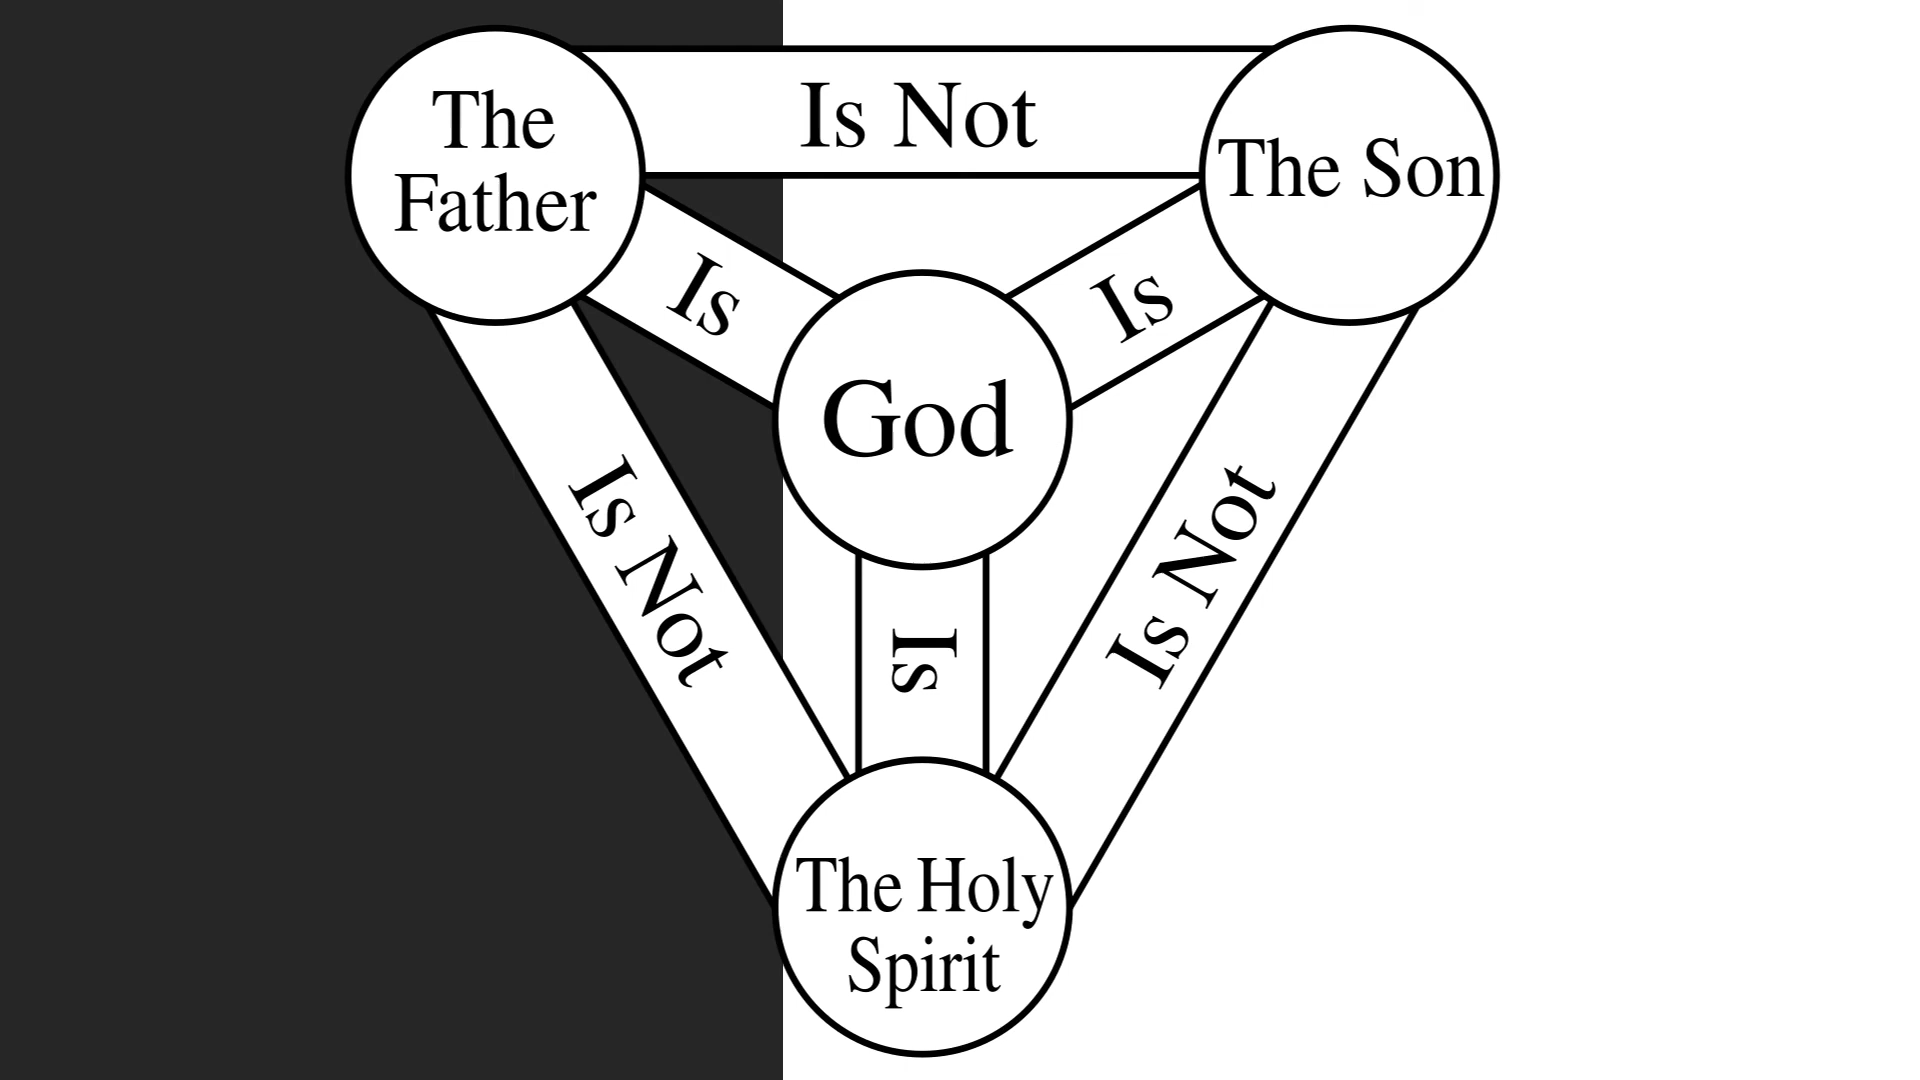 The
Father
Is Not
The Son
Is
Is
God
Is Not
Is Not
Is
The Holy
Spirit